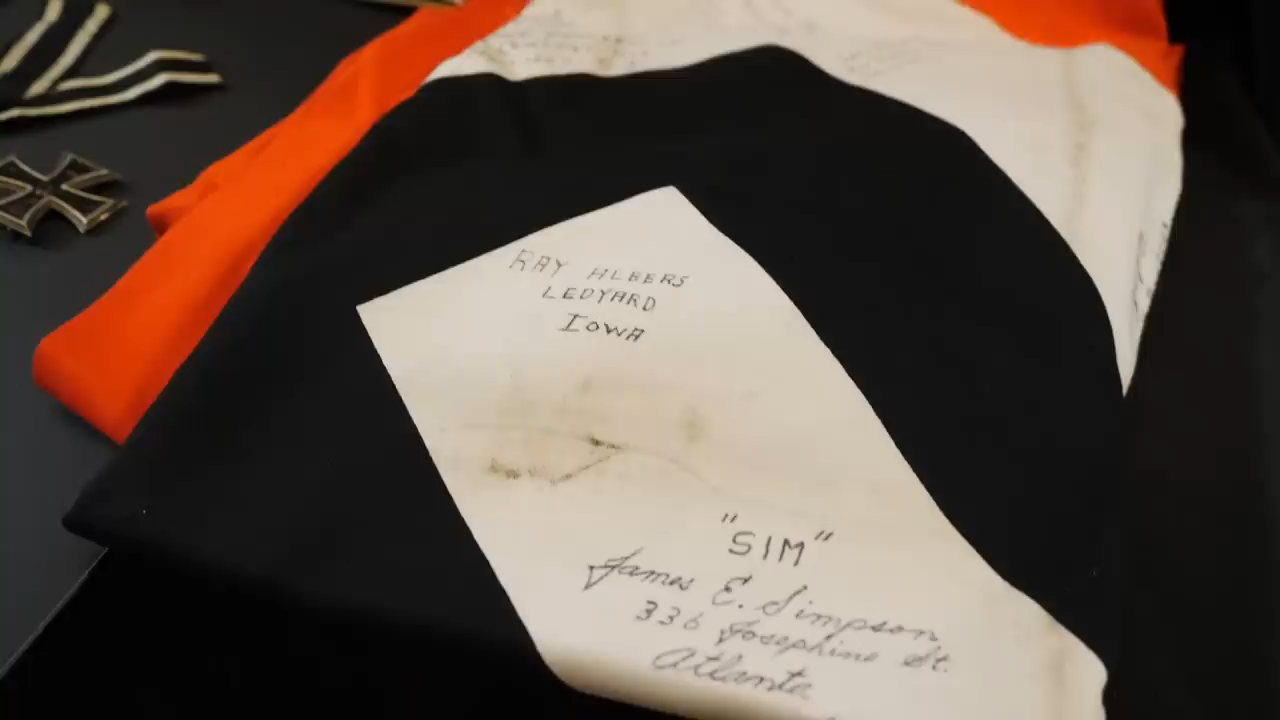 RAY ALBERS
LEDYARD
IOWA
"SIM"
James E. Simpson
336 Josephine St.
Atlanta